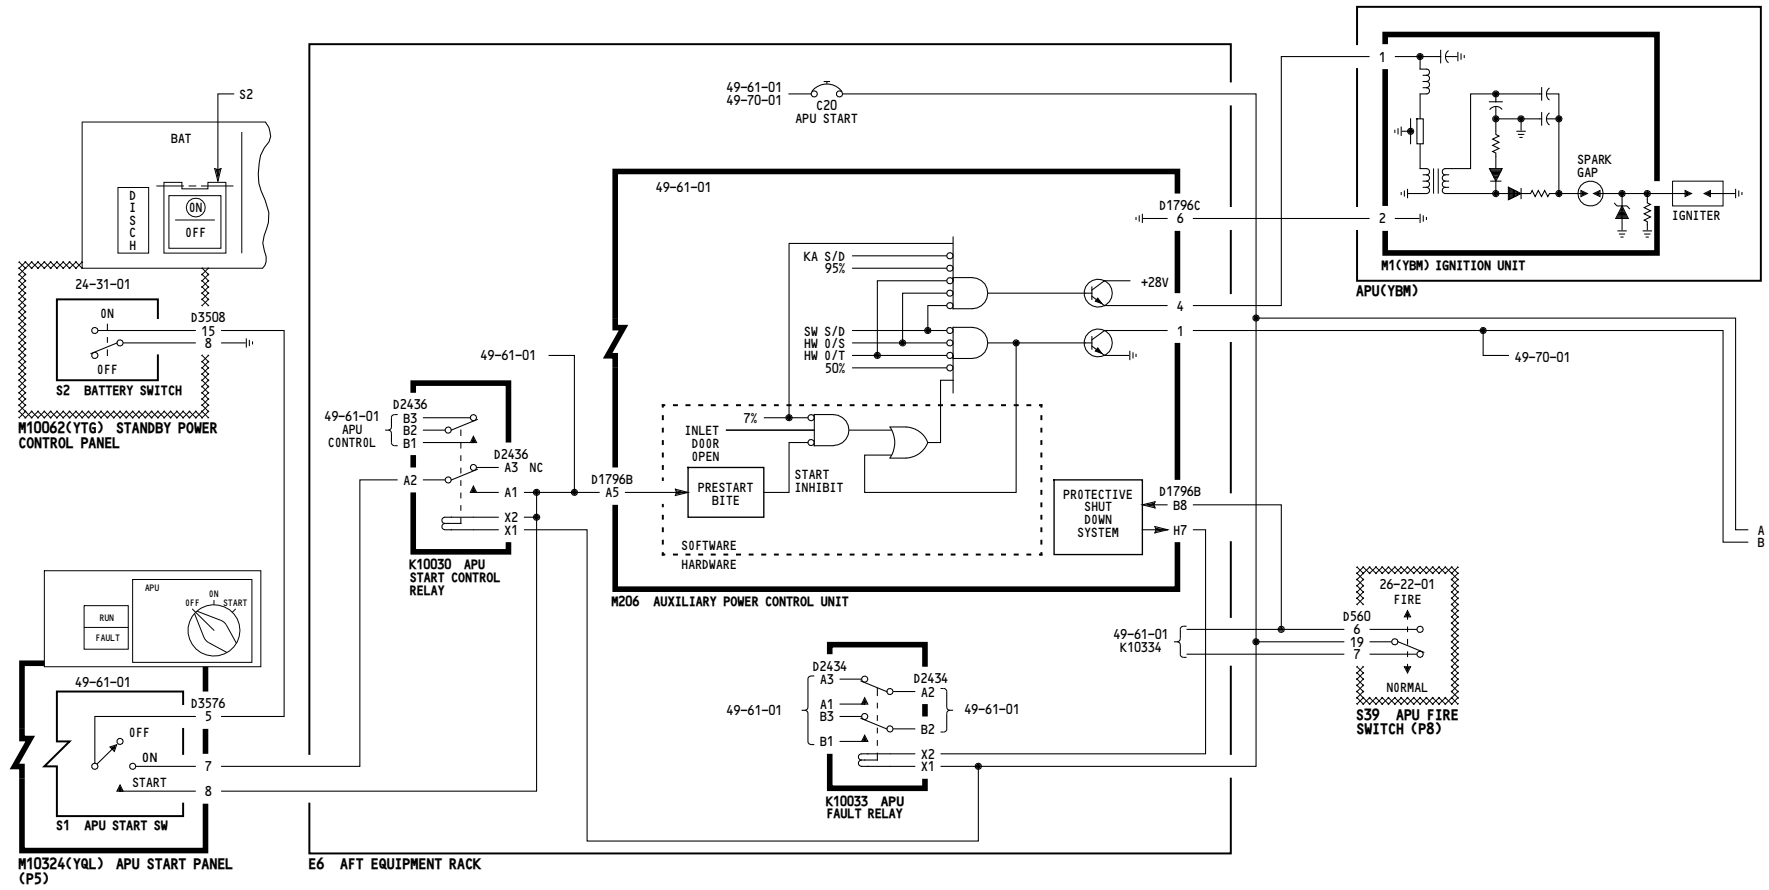 S2
BAT
DISCH
ON
OFF
24-31-01
ON
OFF
D3508
15
8
S2 BATTERY SWITCH
M10062(YTG) STANDBY POWER
CONTROL PANEL
APU
OFF
ON
START
RUN
FAULT
49-61-01
D3576
5
OFF
ON
7
START
8
S1 APU START SW
M10324(YQL) APU START PANEL
(P5)
49-61-01
49-70-01
C20
APU START
49-61-01
49-61-01
APU
CONTROL
D2436
B3
B2
B1
A2
D2436
A3 NC
A1
X2
X1
K10030 APU
START CONTROL
RELAY
D1796B
A5
49-61-01
KA S/D
95%
SW S/D
HW O/S
HW O/T
50%
7%
INLET
DOOR
OPEN
PRESTART
BITE
START
INHIBIT
SOFTWARE
HARDWARE
PROTECTIVE
SHUT
DOWN
SYSTEM
D1796C
6
+28V
4
1
D1796B
B8
H7
M206 AUXILIARY POWER CONTROL UNIT
49-61-01
D2434
A3
A1
B3
B1
D2434
A2
B2
49-61-01
X2
X1
K10033 APU
FAULT RELAY
E6 AFT EQUIPMENT RACK
1
2
SPARK
GAP
IGNITER
M1(YBM) IGNITION UNIT
APU(YBM)
49-70-01
A
B
49-61-01
K10334
26-22-01
FIRE
D560
6
19
7
NORMAL
S39 APU FIRE
SWITCH (P8)